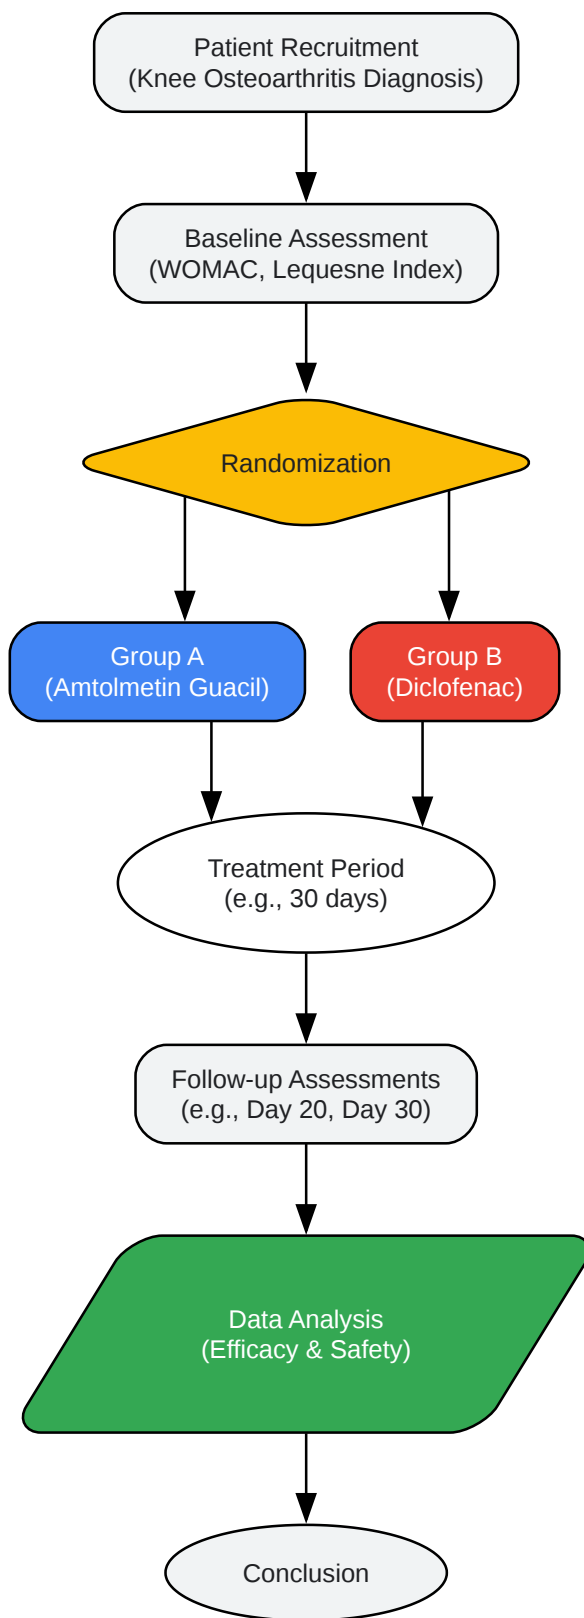 Patient Recruitment
(Knee Osteoarthritis Diagnosis)
Baseline Assessment
(WOMAC, Lequesne Index)
Randomization
Group A
(Amtolmetin Guacil)
Group B
(Diclofenac)
Treatment Period
(e.g., 30 days)
Follow-up Assessments
(e.g., Day 20, Day 30)
Data Analysis
(Efficacy & Safety)
Conclusion